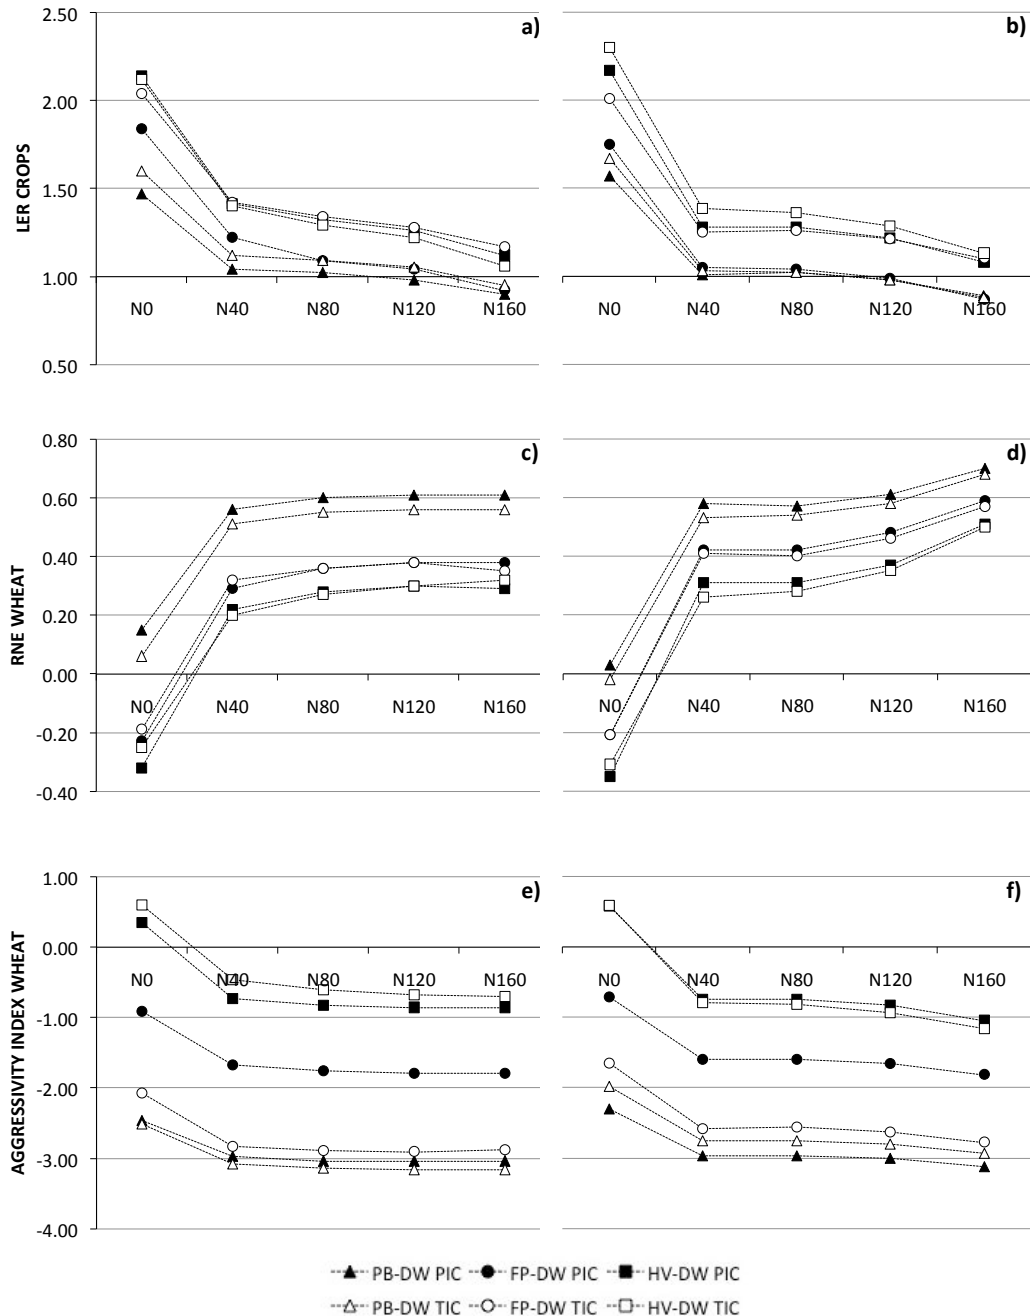 2.50
2.00
1.50
1.00
0.50
LER CROPS
a)
N0 N40 N80 N120 N160
b)
N0 N40 N80 N120 N160
0.80
0.60
0.40
0.20
0.00
-0.20
-0.40
RNE WHEAT
c)
N0 N40 N80 N120 N160
d)
N0 N40 N80 N120 N160
1.00
0.00
-1.00
-2.00
-3.00
-4.00
AGGRESSIVITY INDEX WHEAT
e)
N0 N40 N80 N120 N160
f)
N0 N40 N80 N120 N160
PB-DW PIC FP-DW PIC HV-DW PIC
PB-DW TIC FP-DW TIC HV-DW TIC